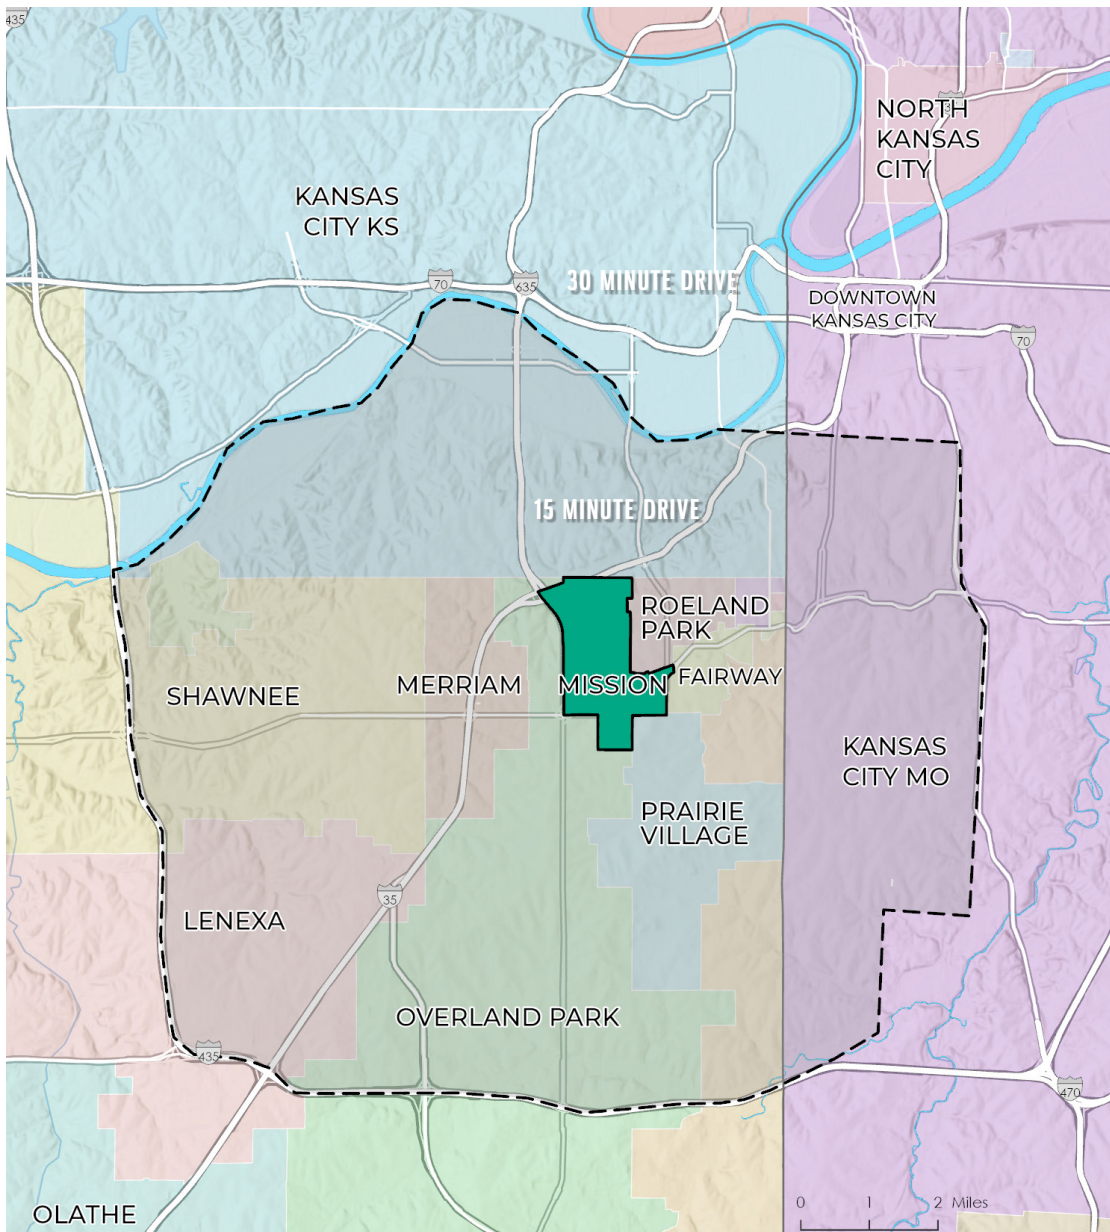 435
3
NORTH
KANSAS
CITY
KANSAS
CITY KS
70
635
30 MINUTE DRIVE
DOWNTOWN
KANSAS CITY
70
15 MINUTE DRIVE
ROELAND
PARK
SHAWNEE
MERRIAM
MISSION
FAIRWAY
KANSAS
CITY MO
PRAIRIE
VILLAGE
35
LENEXA
OVERLAND PARK
435
470
OLATHE
0 1 2 Miles